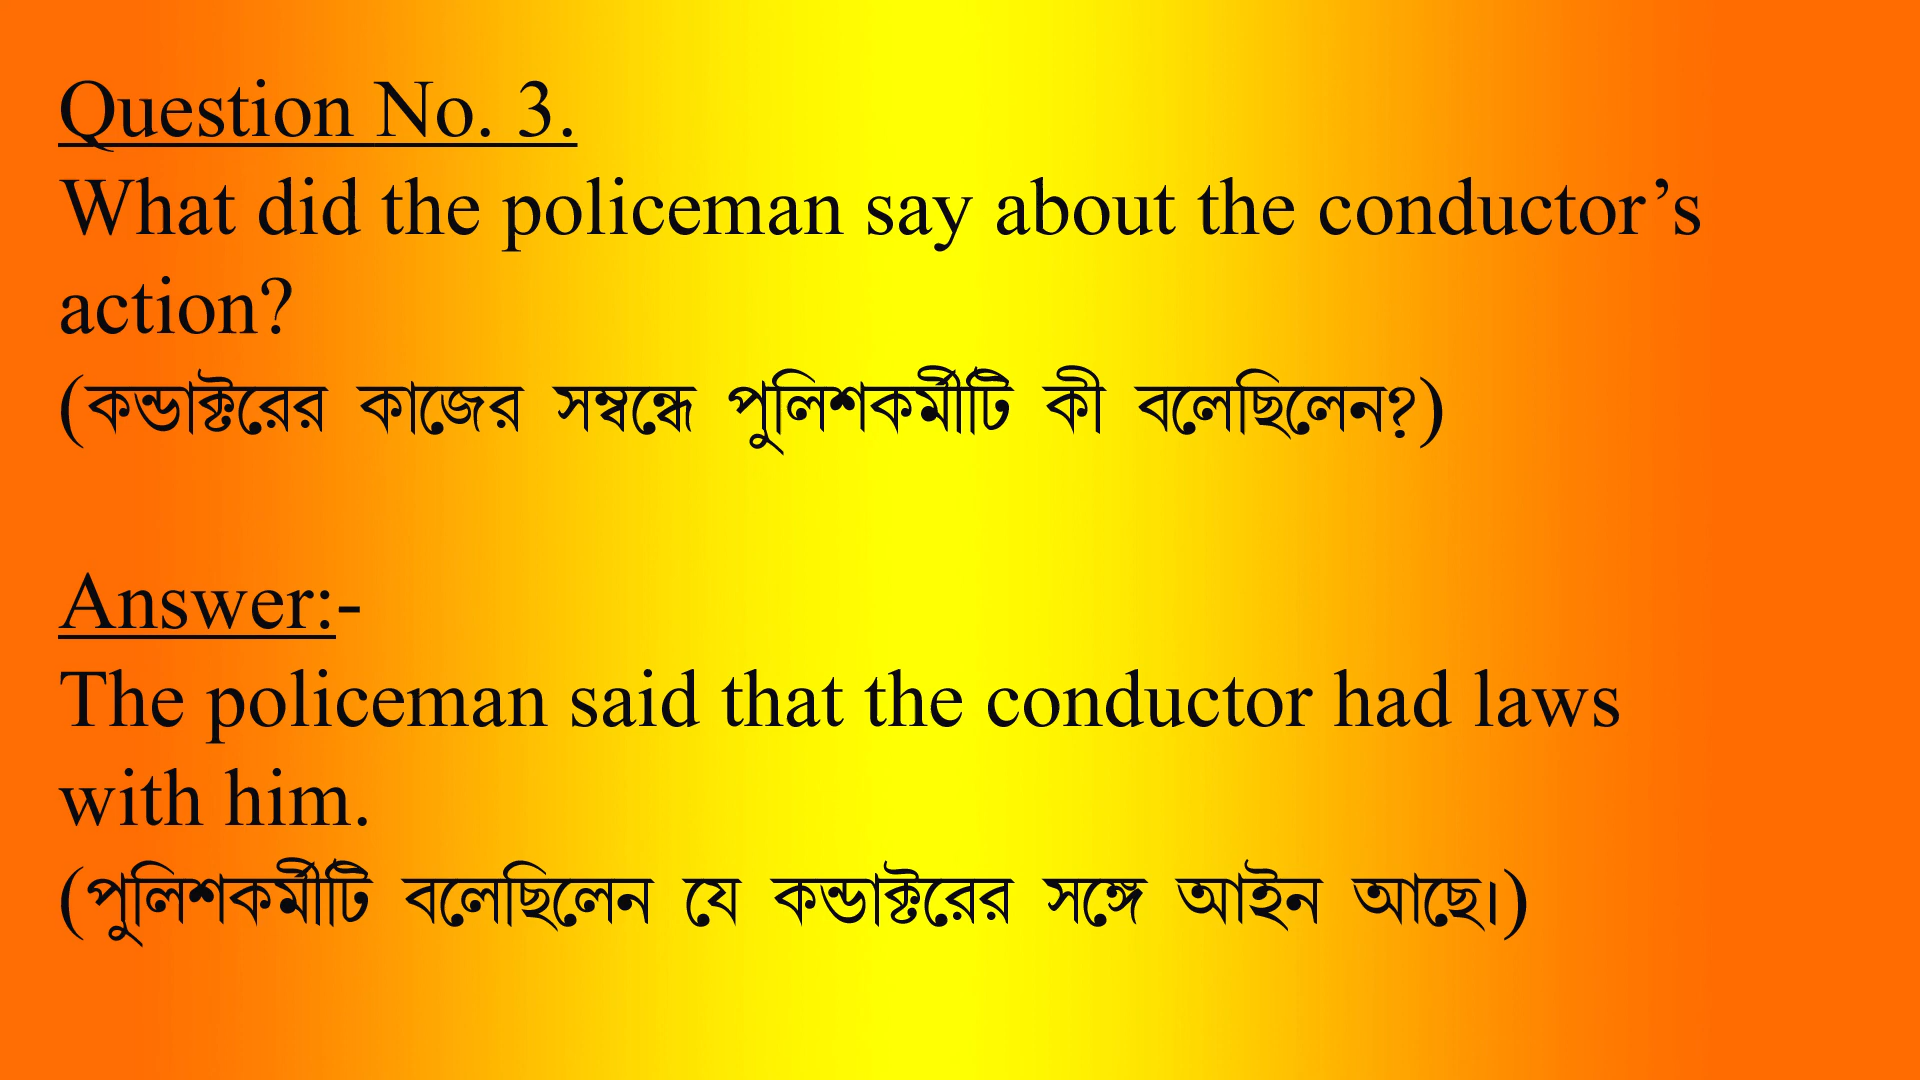 Question No. 3.
What did the policeman say about the conductor’s
action?
(কন্ডাক্টরের কাজের সম্বন্ধে পুলিশকর্মীটি কী বলেছিলেন?)
Answer:-
The policeman said that the conductor had laws
with him.
(পুলিশকর্মীটি বলেছিলেন যে কন্ডাক্টরের সঙ্গে আইন আছে।)